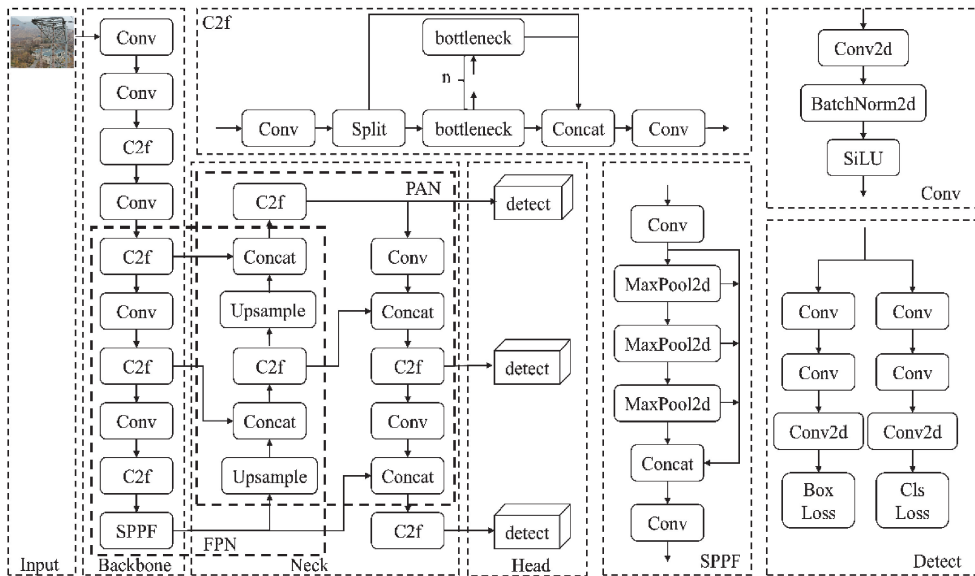 Conv
Conv
C2f
Conv
C2f
Conv
C2f
Conv
C2f
SPPF
Input
Backbone
FPN
C2f
bottleneck
n
Conv
Split
bottleneck
Concat
Conv
PAN
C2f
Concat
Upsample
C2f
Concat
Upsample
Conv
Concat
C2f
Conv
Concat
C2f
Neck
detect
detect
detect
Head
Conv
MaxPool2d
MaxPool2d
MaxPool2d
Concat
Conv
SPPF
Conv2d
BatchNorm2d
SiLU
Conv
Conv
Conv
Conv
Conv
Conv2d
Conv2d
Box
Loss
Cls
Loss
Detect